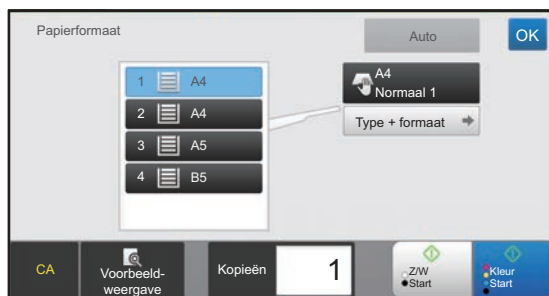 Papierformaat
Auto
OK
1 A4
2 A4
3 A5
4 B5
A4
Normaal 1
Type + formaat
CA
Voorbeeld-
weergave
Kopieën
1
Z/W
Start
Kleur
Start